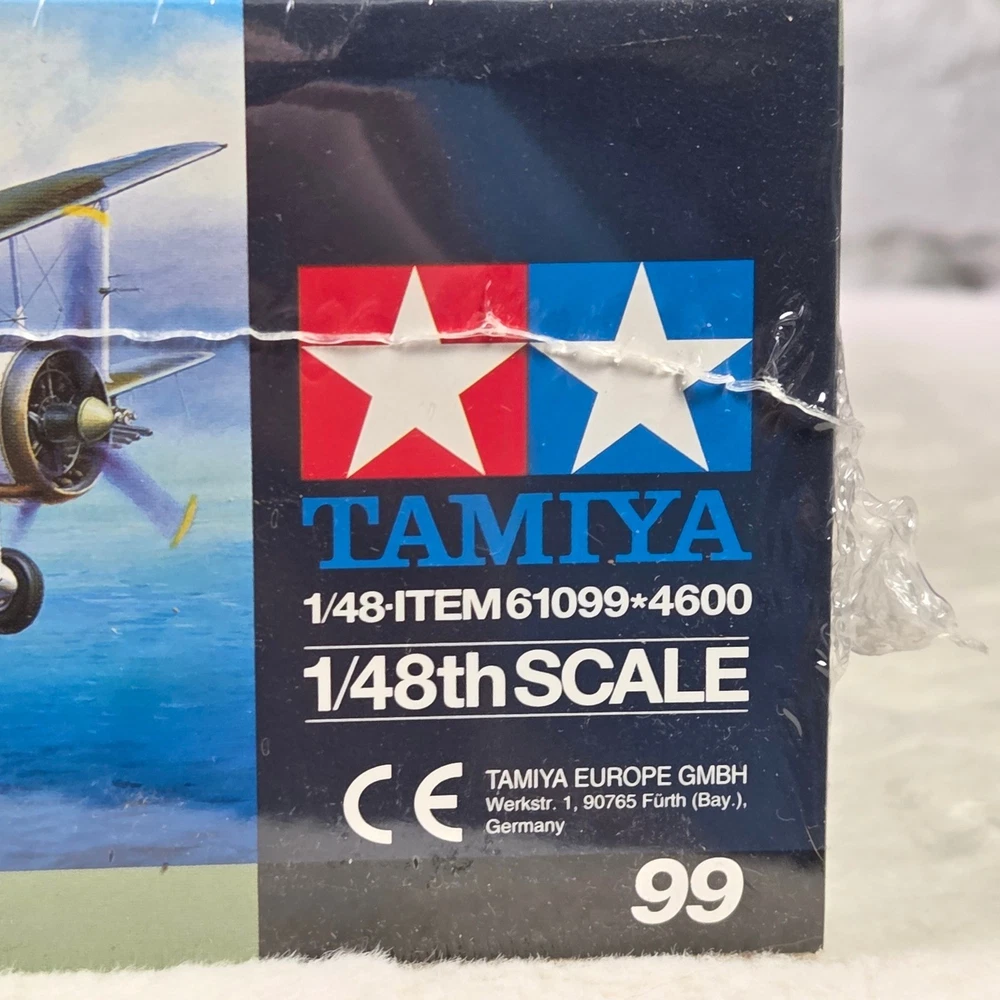 TAMIYA
1/48·ITEM 61099*4600
1/48th SCALE
CE TAMIYA EUROPE GMBH
Werkstr. 1, 90765 Fürth (Bay.),
Germany
99